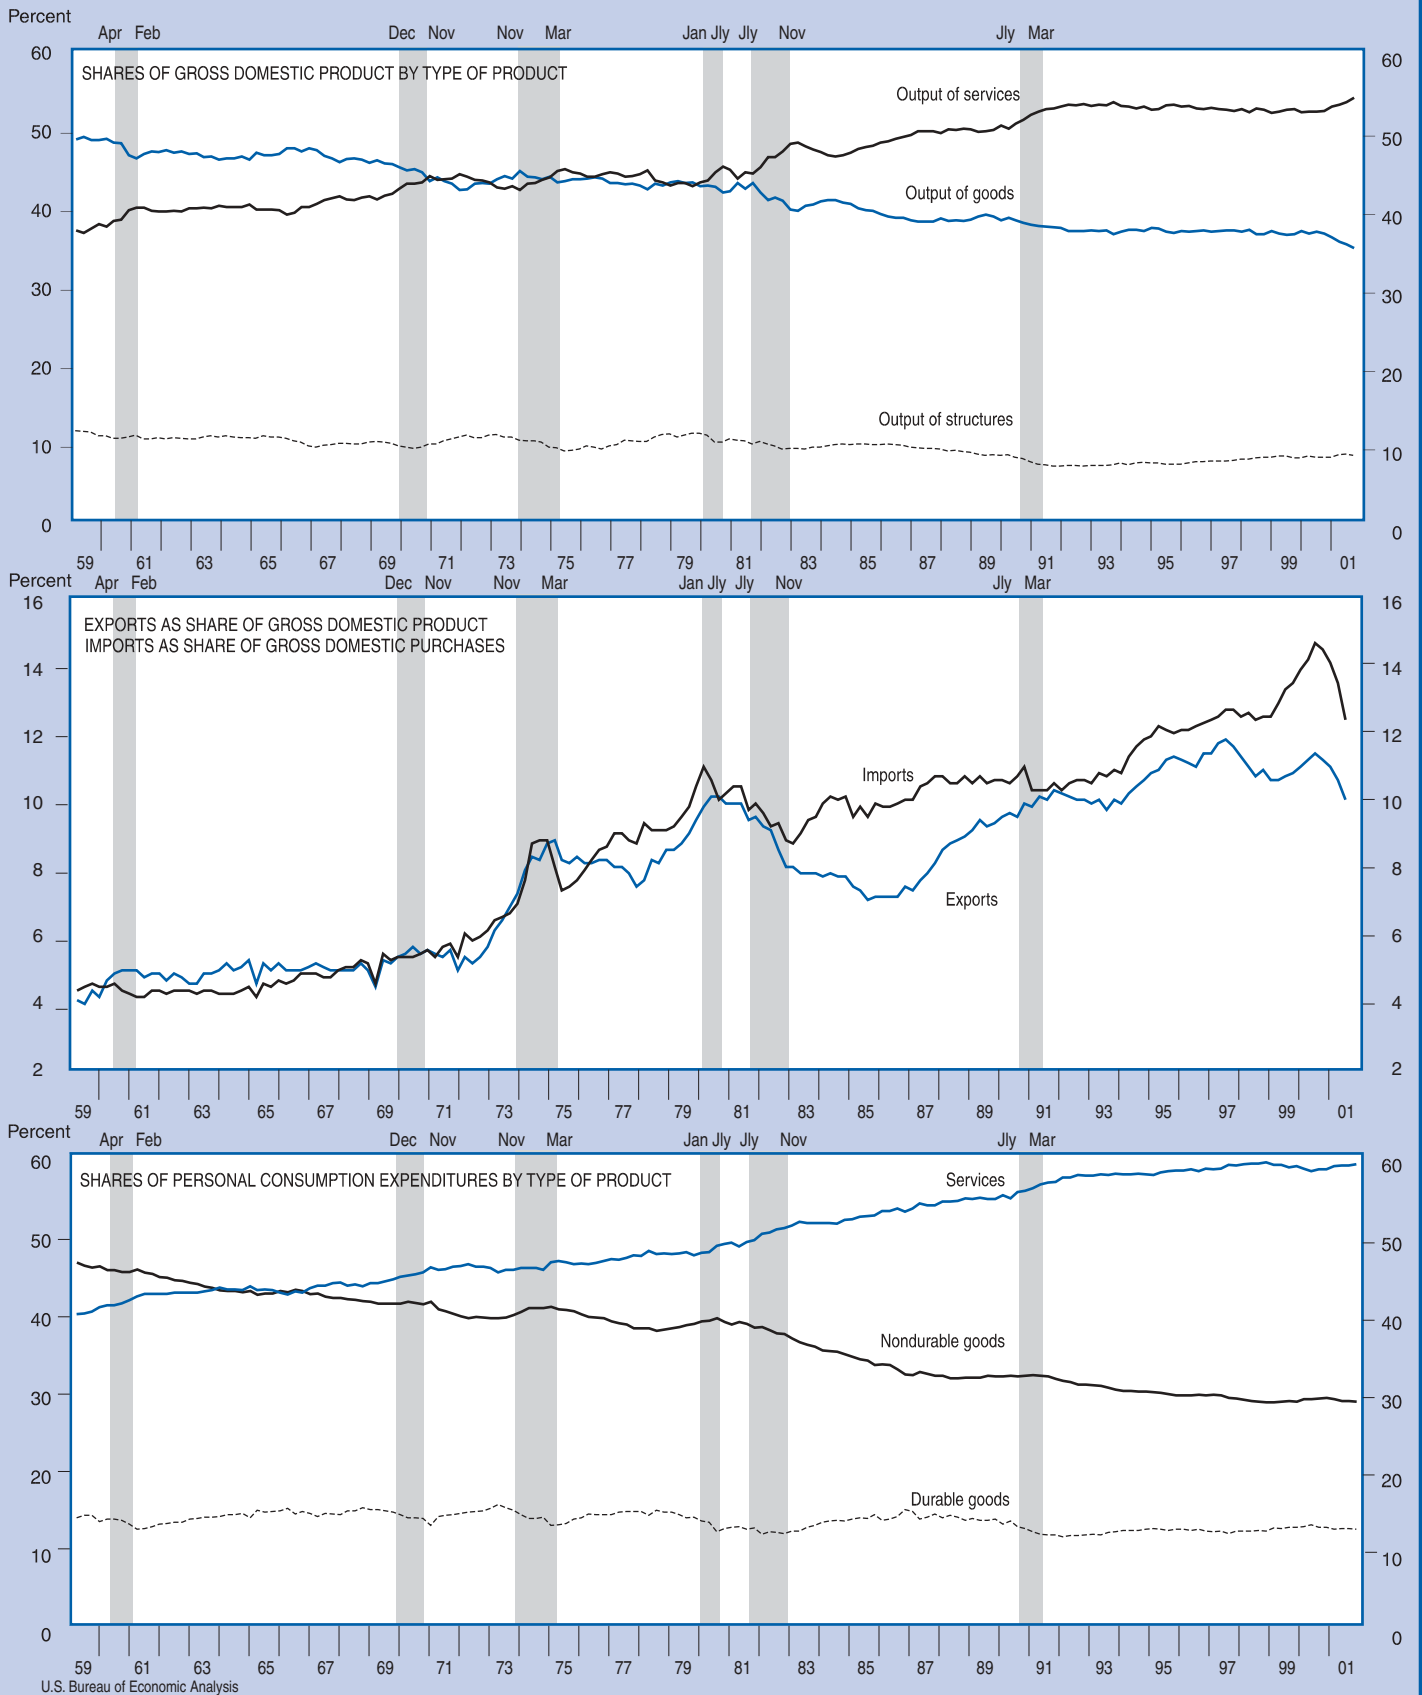 Percent
Apr Feb Dec Nov Nov Mar Jan Jly Jly Nov Jly Mar
60 60
SHARES OF GROSS DOMESTIC PRODUCT BY TYPE OF PRODUCT
Output of services
50 50
Output of goods
40 40
30 30
20 20
Output of structures
10 10
0 0
59 61 63 65 67 69 71 73 75 77 79 81 83 85 87 89 91 93 95 97 99 01
Percent
Apr Feb Dec Nov Nov Mar Jan Jly Jly Nov Jly Mar
16 16
EXPORTS AS SHARE OF GROSS DOMESTIC PRODUCT
IMPORTS AS SHARE OF GROSS DOMESTIC PURCHASES
14 14
12 12
Imports
10 10
8 8
Exports
6 6
4 4
2 2
59 61 63 65 67 69 71 73 75 77 79 81 83 85 87 89 91 93 95 97 99 01
Percent
Apr Feb Dec Nov Nov Mar Jan Jly Jly Nov Jly Mar
60 60
SHARES OF PERSONAL CONSUMPTION EXPENDITURES BY TYPE OF PRODUCT
Services
50 50
40 40
Nondurable goods
30 30
20 20
Durable goods
10 10
0 0
59 61 63 65 67 69 71 73 75 77 79 81 83 85 87 89 91 93 95 97 99 01
U.S. Bureau of Economic Analysis